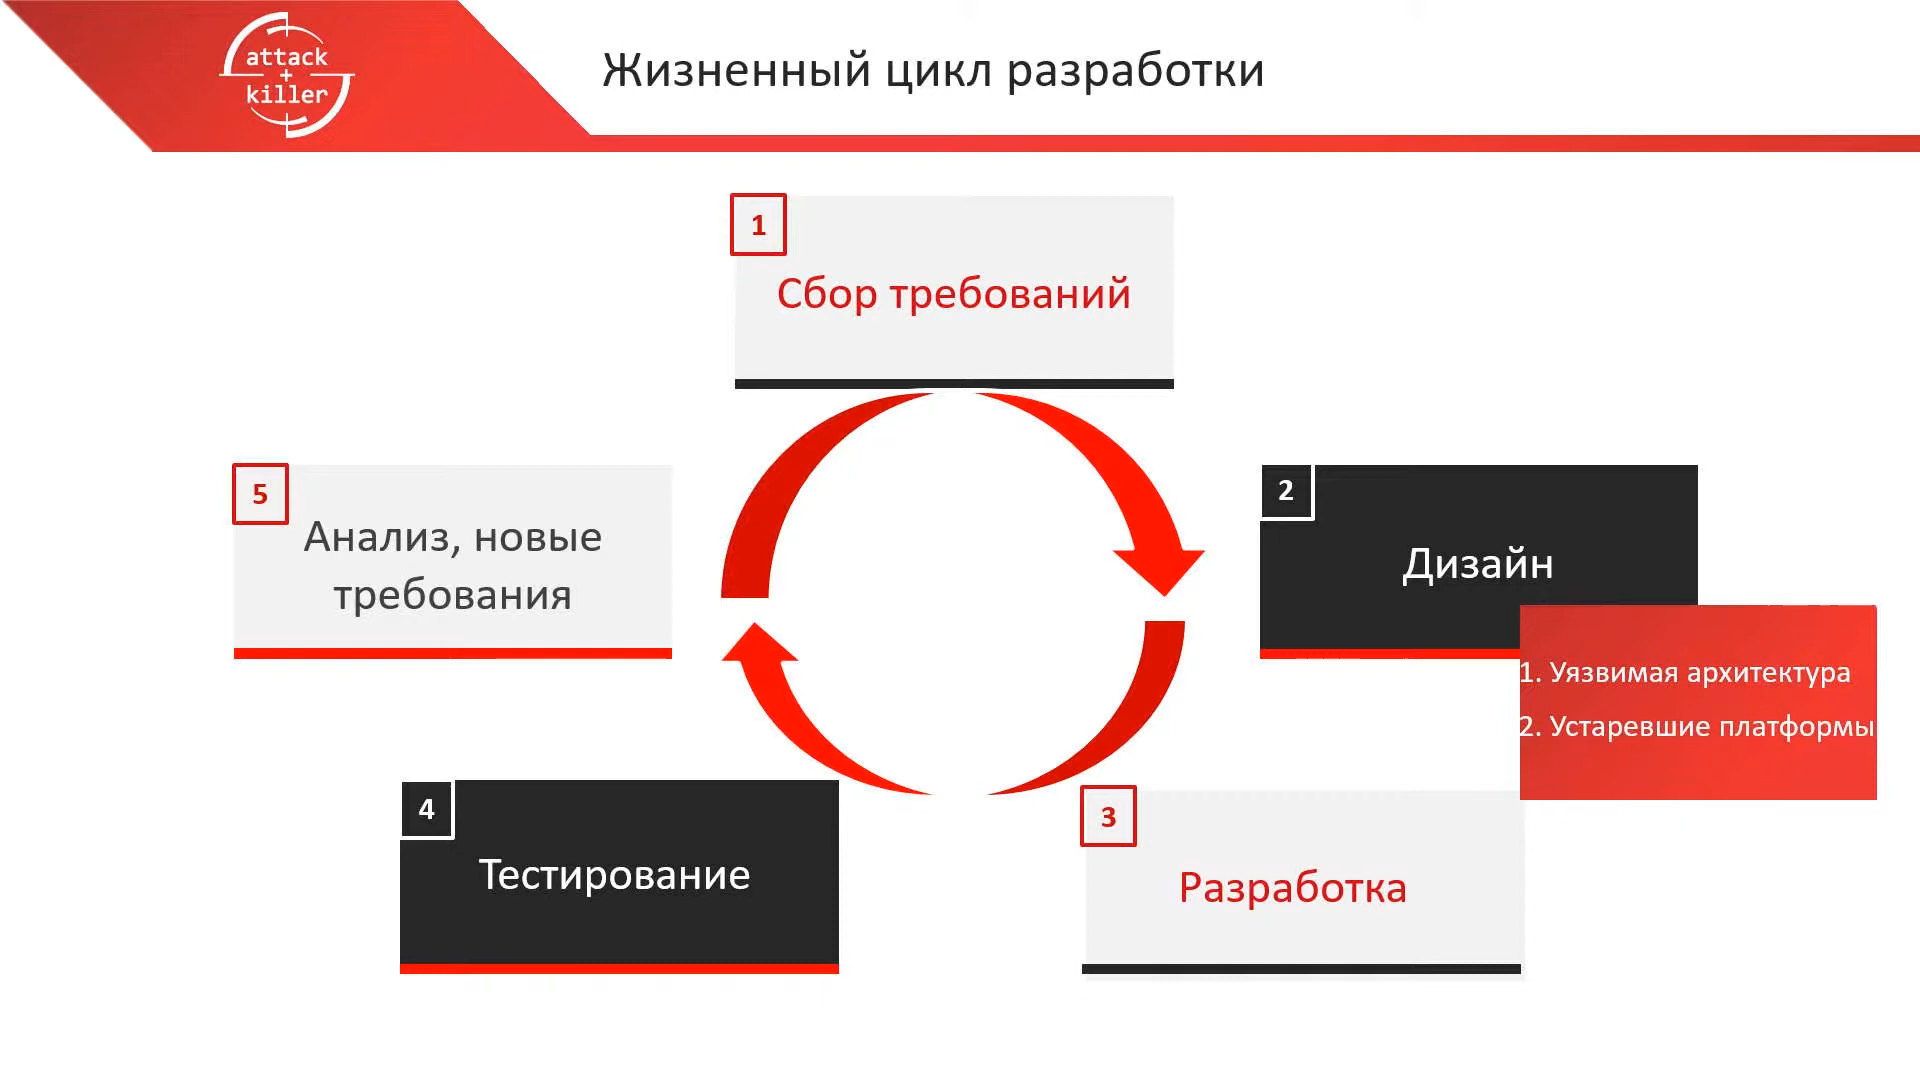 attack
killer
Жизненный цикл разработки
1
Сбор требований
2
Дизайн
1. Уязвимая архитектура
2. Устаревшие платформы
3
Разработка
4
Тестирование
5
Анализ, новые
требования